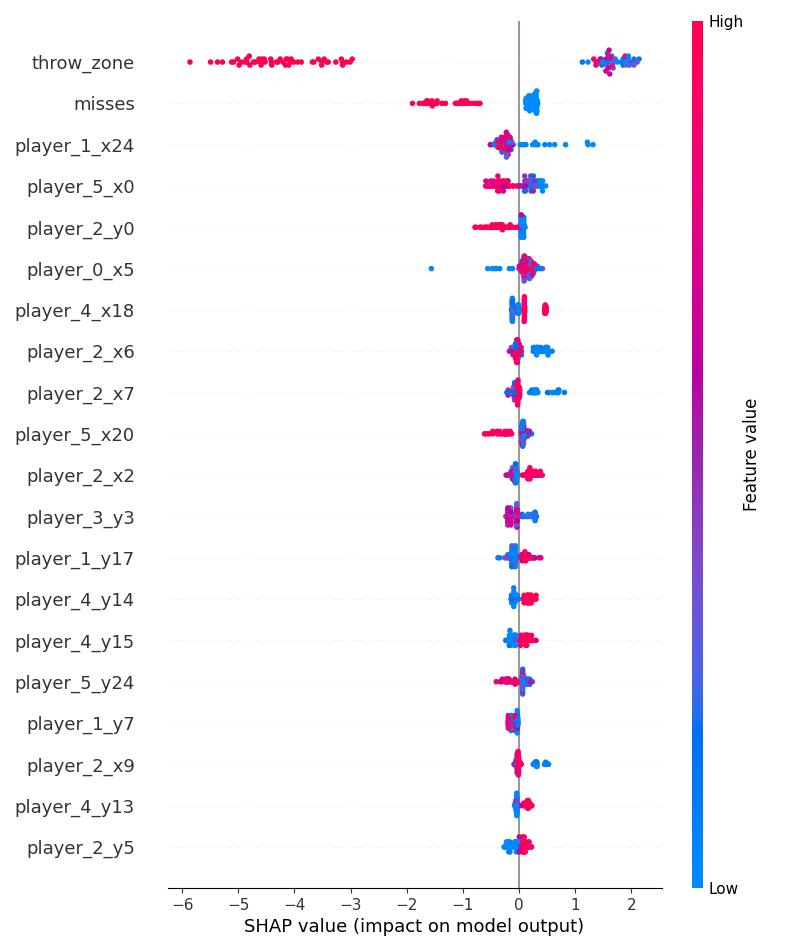 High
throw_zone
misses
player_1_x24
player_5_x0
player_2_y0
player_0_x5
player_4_x18
player_2_x6
player_2_x7
player_5_x20
player_2_x2
player_3_y3
player_1_y17
player_4_y14
player_4_y15
player_5_y24
player_1_y7
player_2_x9
player_4_y13
player_2_y5
Feature value
Low
−6 −5 −4 −3 −2 −1 0 1 2
SHAP value (impact on model output)